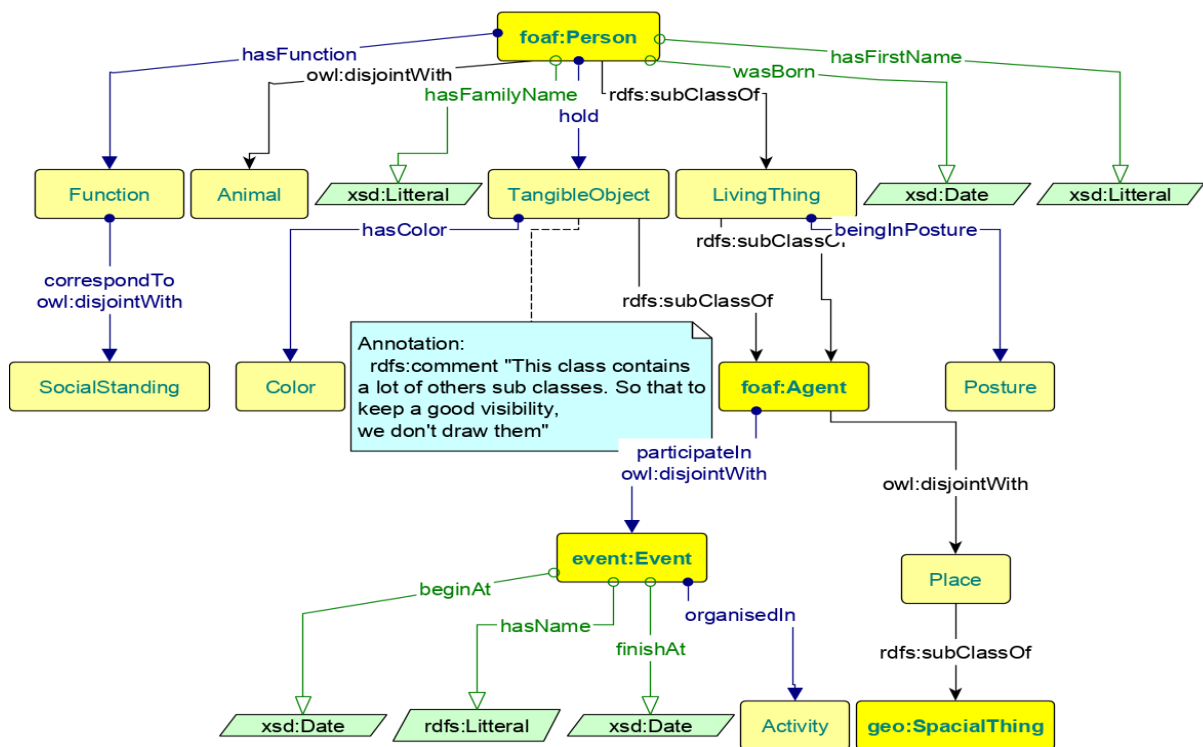 foaf:Person
hasFunction
hasFirstName
owl:disjointWith
wasBorn
hasFamilyName
rdfs:subClassOf
hold
Function
Animal
xsd:Litteral
TangibleObject
LivingThing
xsd:Date
xsd:Litteral
hasColor
rdfs:subClassOf
beingInPosture
correspondTo
owl:disjointWith
rdfs:subClassOf
Annotation:
rdfs:comment "This class contains
a lot of others sub classes. So that to
keep a good visibility,
we don't draw them"
SocialStanding
Color
foaf:Agent
Posture
participateIn
owl:disjointWith
owl:disjointWith
event:Event
Place
beginAt
hasName
organisedIn
finishAt
rdfs:subClassOf
xsd:Date
rdfs:Litteral
xsd:Date
Activity
geo:SpacialThing